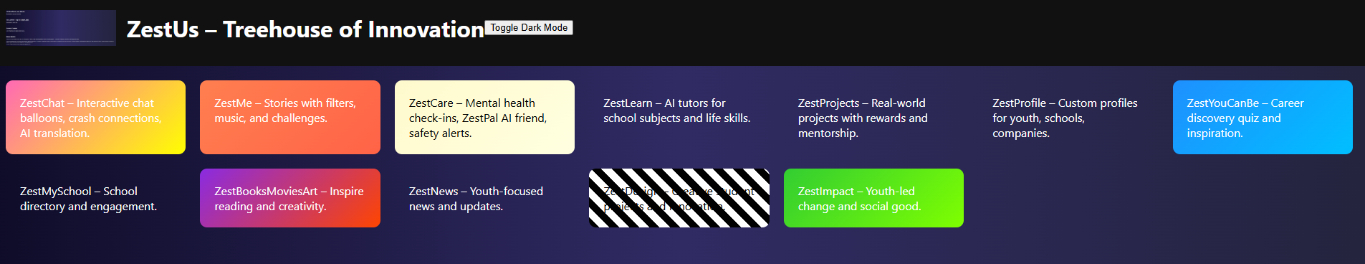 ZestUs – Treehouse of Innovation
Toggle Dark Mode
ZestChat – Interactive chat
balloons, crash connections,
AI translation.
ZestMe – Stories with filters,
music, and challenges.
ZestCare – Mental health
check-ins, ZestPal AI friend,
safety alerts.
ZestLearn – AI tutors for
school subjects and life skills.
ZestProjects – Real-world
projects with rewards and
mentorship.
ZestProfile – Custom profiles
for youth, schools,
companies.
ZestYouCanBe – Career
discovery quiz and
inspiration.
ZestMySchool – School
directory and engagement.
ZestBooksMoviesArt – Inspire
reading and creativity.
ZestNews – Youth-focused
news and updates.
ZestDesign – Creative student
projects and innovation.
ZestImpact – Youth-led
change and social good.